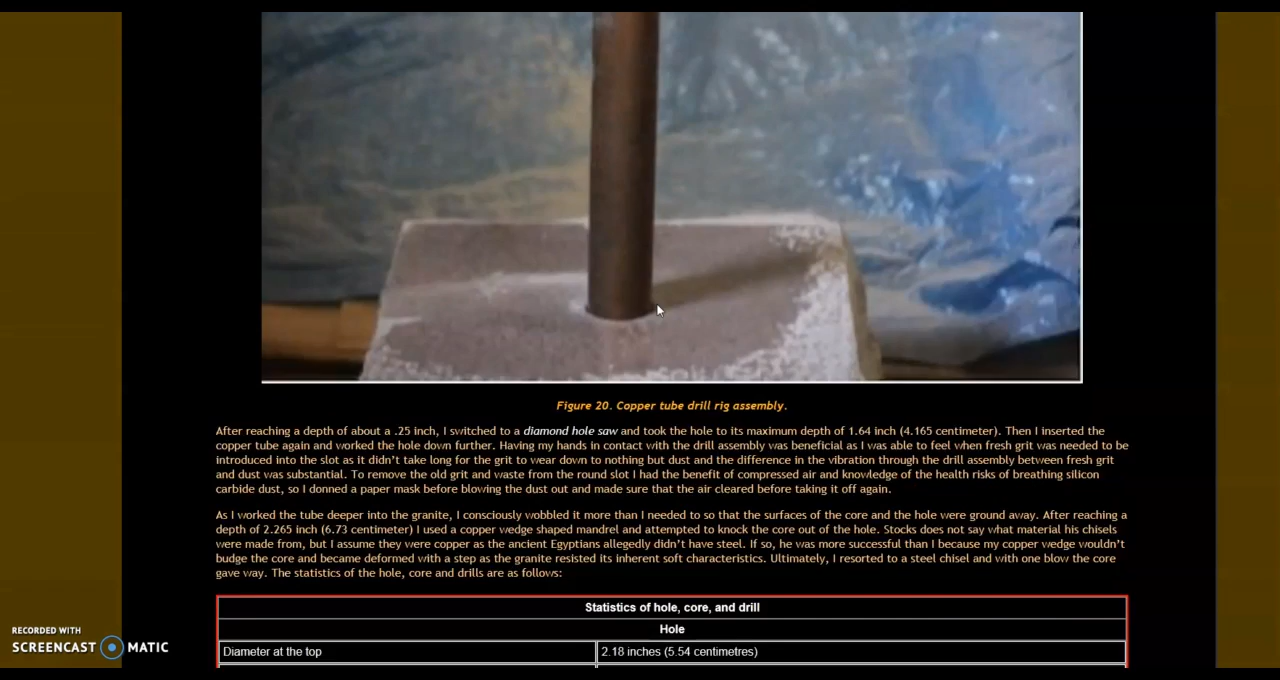 Figure 20. Copper tube drill rig assembly.
After reaching a depth of about a .25 inch, I switched to a diamond hole saw and took the hole to its maximum depth of 1.64 inch (4.165 centimeter). Then I inserted the
copper tube again and worked the hole down further. Having my hands in contact with the drill assembly was beneficial as I was able to feel when fresh grit was needed to be
introduced into the slot as it didn't take long for the grit to wear down to nothing but dust and the difference in the vibration through the drill assembly between fresh grit
and dust was substantial. To remove the old grit and waste from the round slot I had the benefit of compressed air and knowledge of the health risks of breathing silicon
carbide dust, so I donned a paper mask before blowing the dust out and made sure that the air cleared before taking it off again.
As I worked the tube deeper into the granite, I consciously wobbled it more than I needed to so that the surfaces of the core and the hole were ground away. After reaching a
depth of 2.265 inch (6.73 centimeter) I used a copper wedge shaped mandrel and attempted to knock the core out of the hole. Stocks does not say what material his chisels
were made from, but I assume they were copper as the ancient Egyptians allegedly didn't have steel. If so, he was more successful than I because my copper wedge wouldn't
budge the core and became deformed with a step as the granite resisted its inherent soft characteristics. Ultimately, I resorted to a steel chisel and with one blow the core
gave way. The statistics of the hole, core and drills are as follows:
Statistics of hole, core, and drill
Hole
Diameter at the top 2.18 inches (5.54 centimetres)
RECORDED WITH
SCREENCAST MATIC